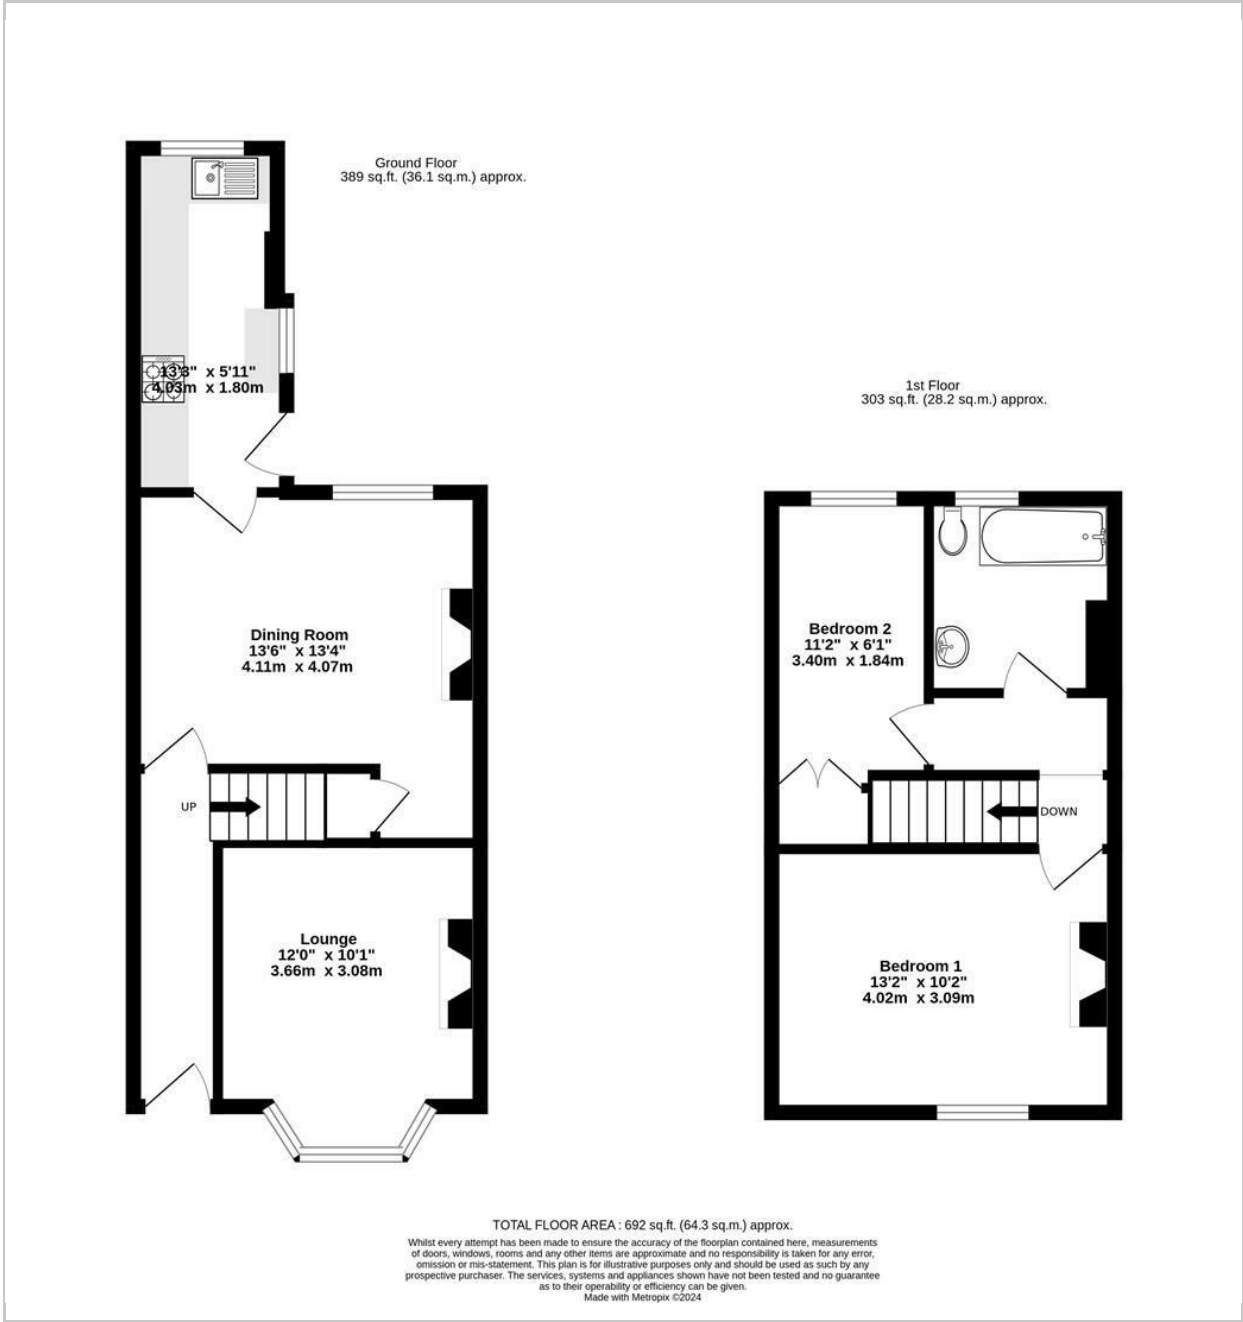 Ground Floor
389 sq.ft. (36.1 sq.m.) approx.
13'3" x 5'11"
4.03m x 1.80m
Dining Room
13'6" x 13'4"
4.11m x 4.07m
UP
Lounge
12'0" x 10'1"
3.66m x 3.08m
1st Floor
303 sq.ft. (28.2 sq.m.) approx.
Bedroom 2
11'2" x 6'1"
3.40m x 1.84m
DOWN
Bedroom 1
13'2" x 10'2"
4.02m x 3.09m
TOTAL FLOOR AREA : 692 sq.ft. (64.3 sq.m.) approx.
Whilst every attempt has been made to ensure the accuracy of the floorplan contained here, measurements
of doors, windows, rooms and any other items are approximate and no responsibility is taken for any error,
omission or mis-statement. This plan is for illustrative purposes only and should be used as such by any
prospective purchaser. The services, systems and appliances shown have not been tested and no guarantee
as to their operability or efficiency can be given.
Made with Metropix ©2024